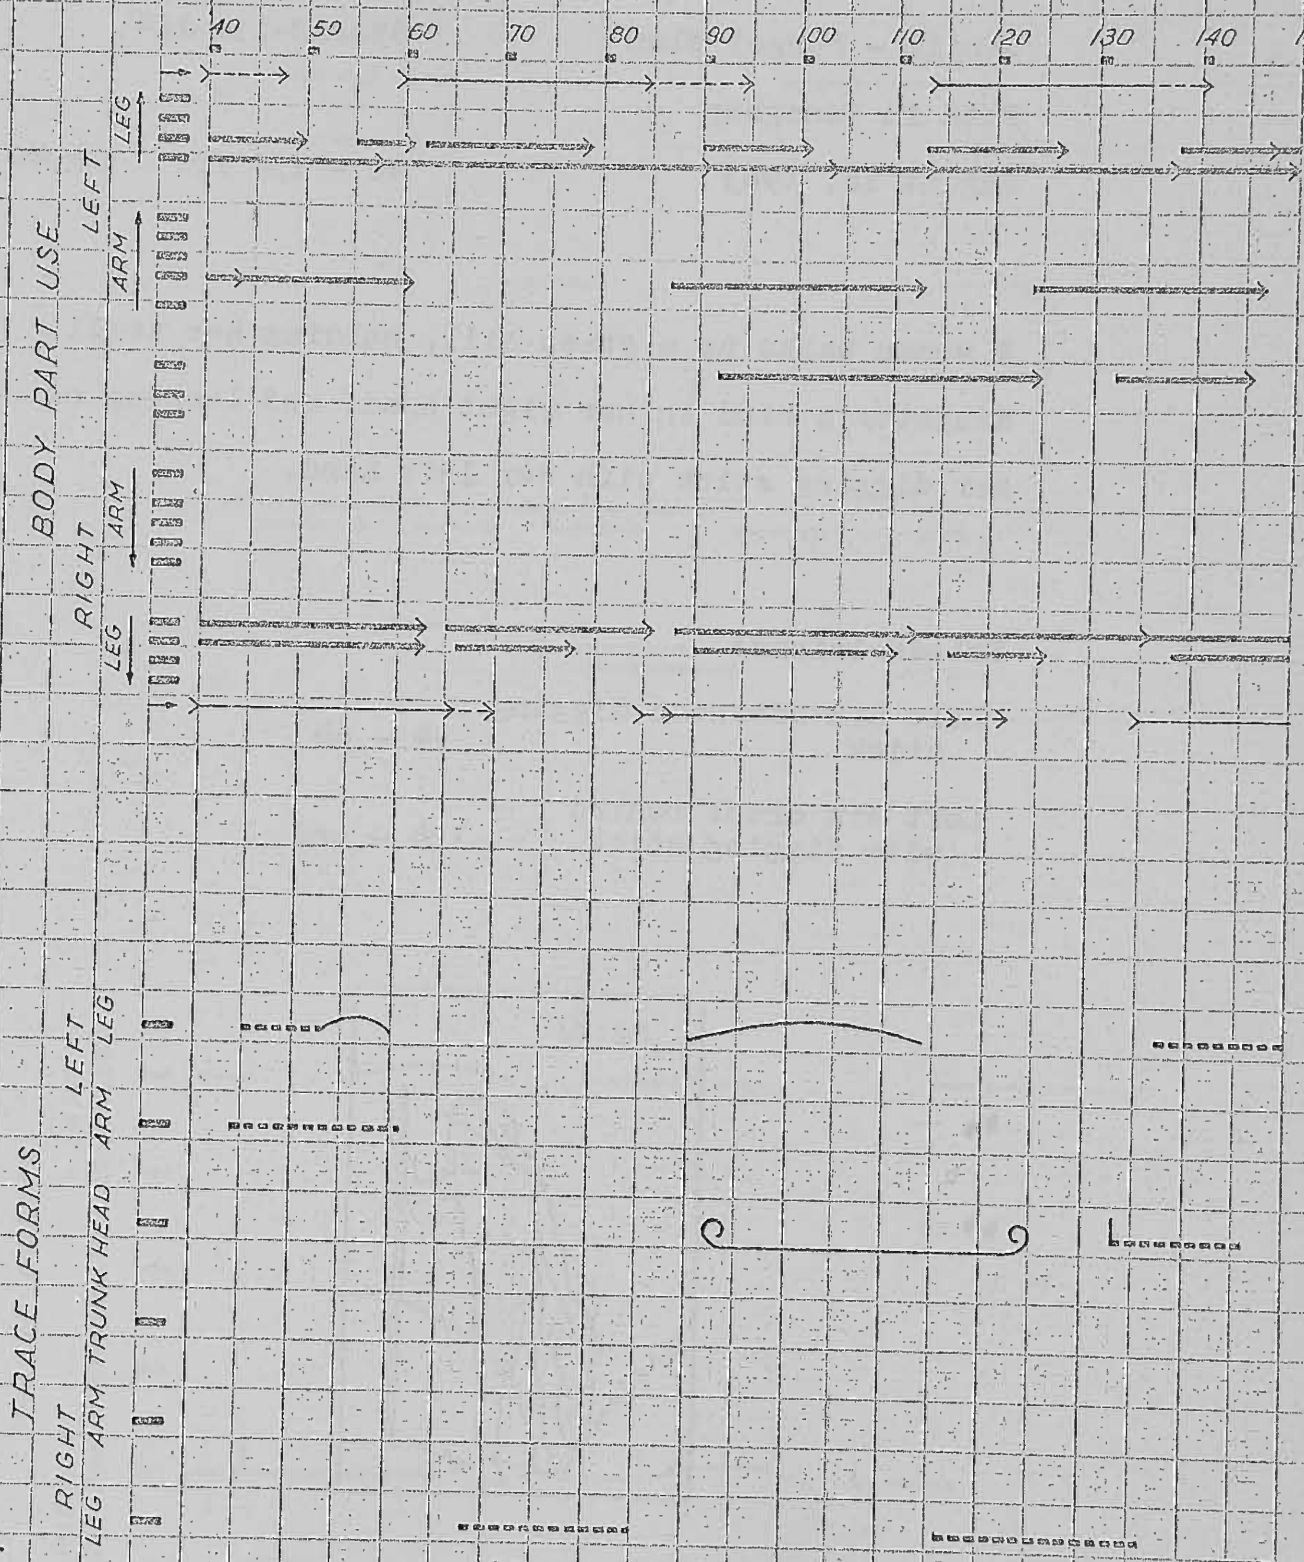 40 50 60 70 80 90 100 110 120 130 140
BODY PART USE
LEFT
LEG
ARM
RIGHT
ARM
LEG
TRACE FORMS
LEFT
LEG
ARM
HEAD
TRUNK
RIGHT
ARM
LEG